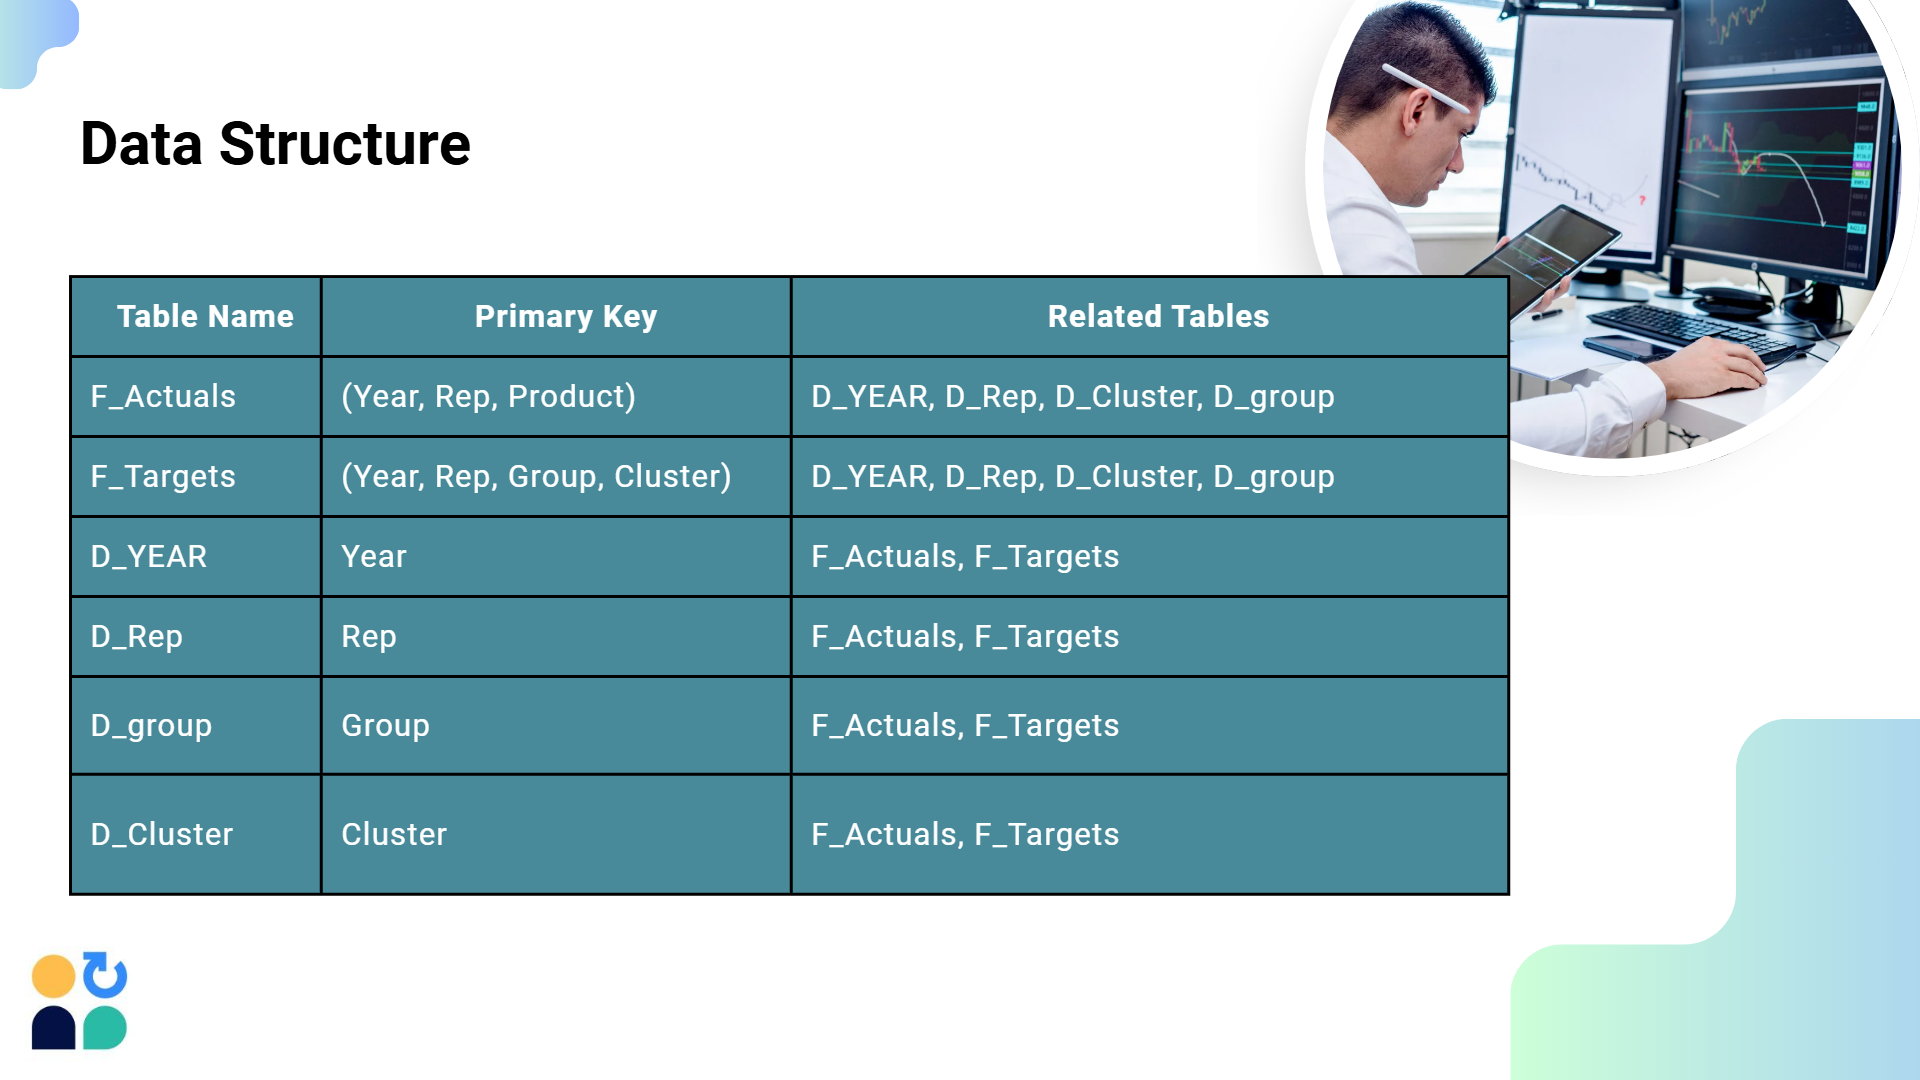 Data Structure
Table Name Primary Key Related Tables
F_Actuals (Year, Rep, Product) D_YEAR, D_Rep, D_Cluster, D_group
F_Targets (Year, Rep, Group, Cluster) D_YEAR, D_Rep, D_Cluster, D_group
D_YEAR Year F_Actuals, F_Targets
D_Rep Rep F_Actuals, F_Targets
D_group Group F_Actuals, F_Targets
D_Cluster Cluster F_Actuals, F_Targets
?